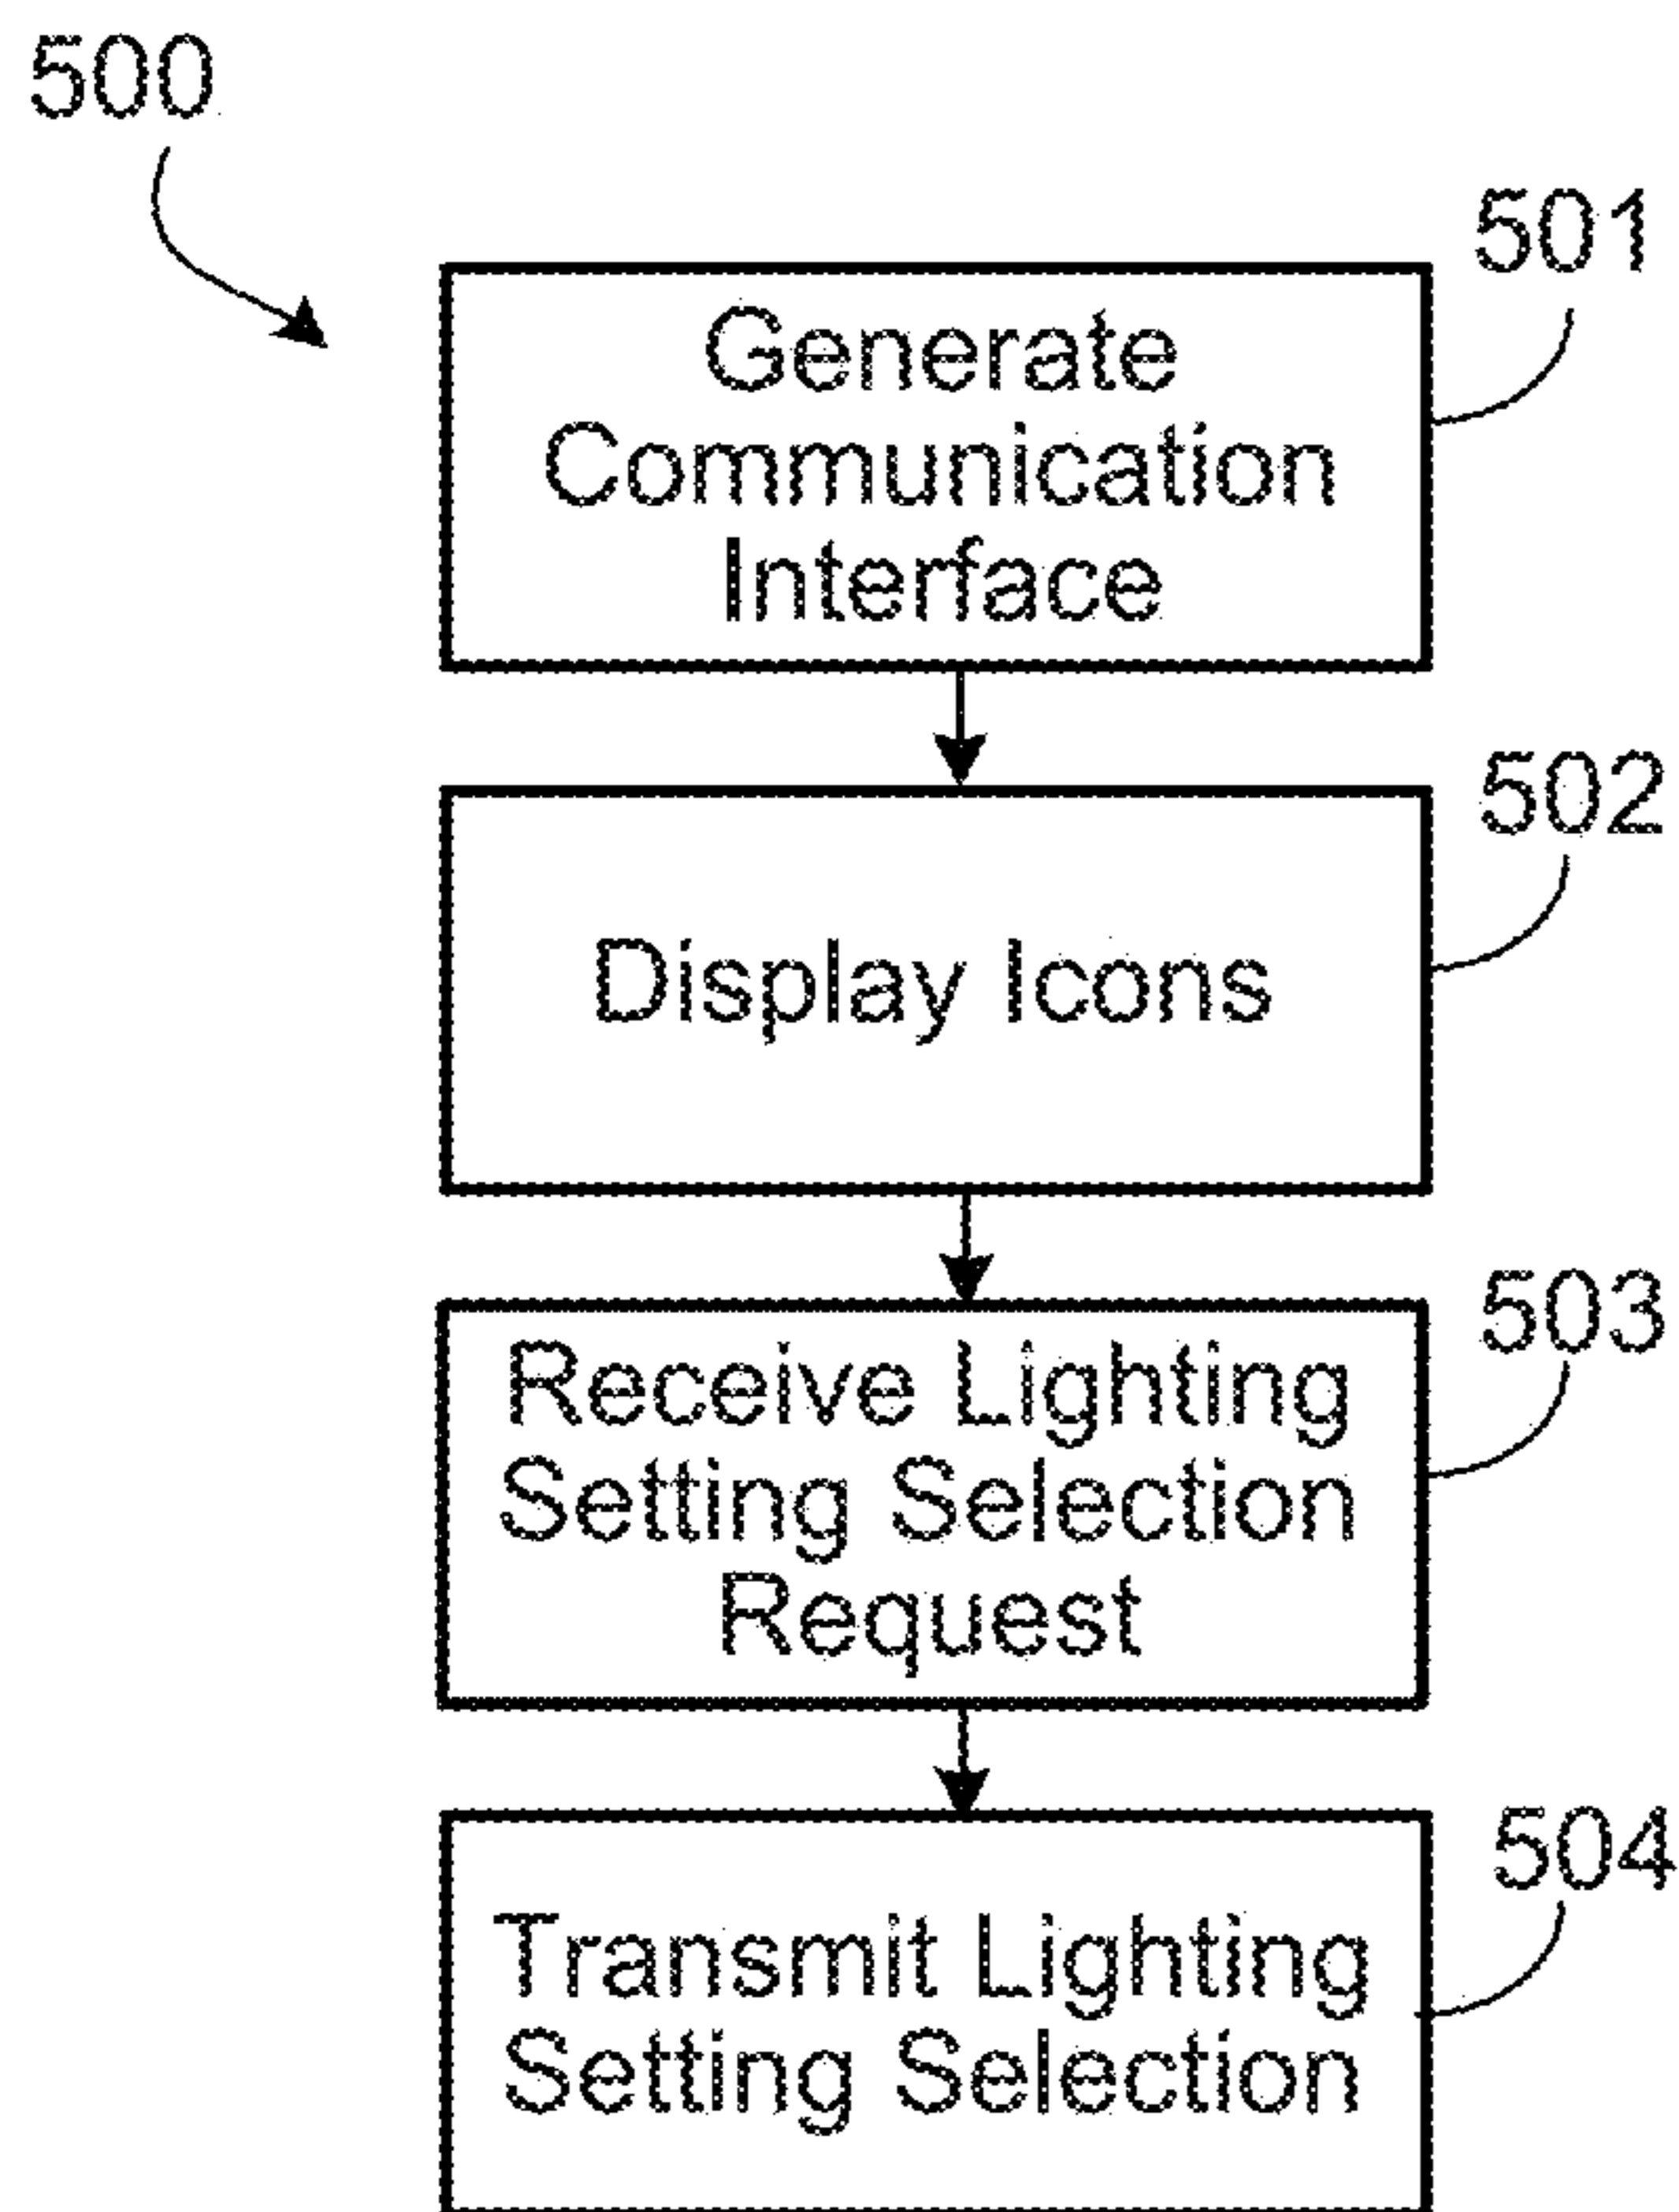 500
501
Generate
Communication
Interface
502
Display Icons
503
Receive Lighting
Setting Selection
Request
504
Transmit Lighting
Setting Selection